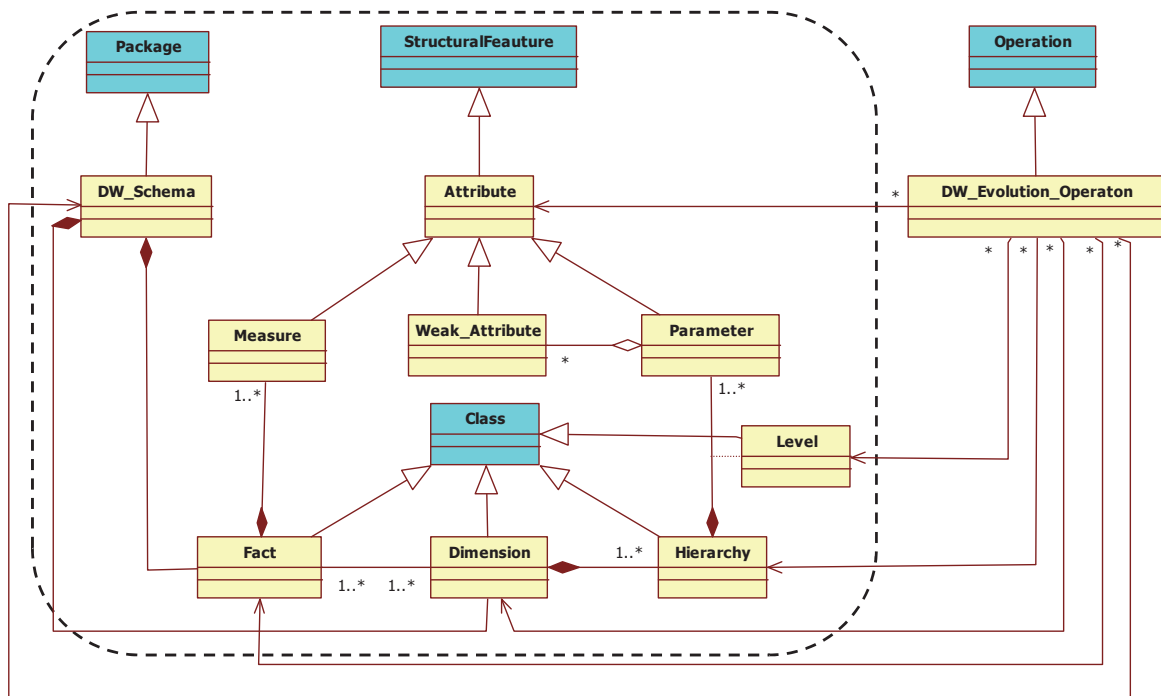 Package
StructuralFeauture
Operation
DW_Schema
Attribute
*
DW_Evolution_Operaton
* * * * *
Measure
Weak_Attribute
Parameter
*
1..*
1..*
Class
Level
Fact
Dimension
1..*
Hierarchy
1..*
1..*